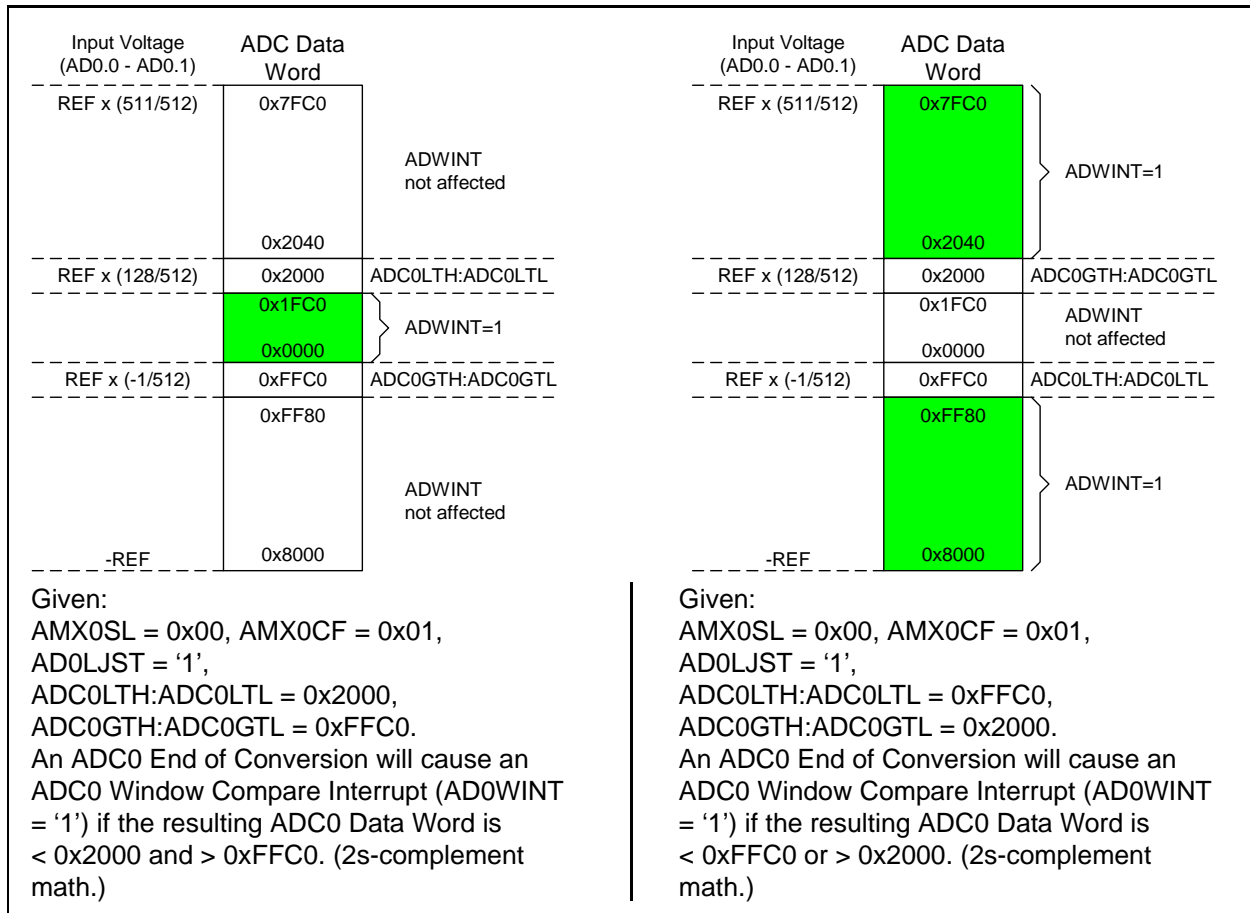 Input Voltage
(AD0.0 - AD0.1)
ADC Data
Word
REF x (511/512)
0x7FC0
ADWINT
not affected
0x2040
REF x (128/512)
0x2000
ADC0LTH:ADC0LTL
0x1FC0
ADWINT=1
0x0000
REF x (-1/512)
0xFFC0
ADC0GTH:ADC0GTL
0xFF80
ADWINT
not affected
-REF
0x8000
Given:
AMX0SL = 0x00, AMX0CF = 0x01,
AD0LJST = ‘1’,
ADC0LTH:ADC0LTL = 0x2000,
ADC0GTH:ADC0GTL = 0xFFC0.
An ADC0 End of Conversion will cause an
ADC0 Window Compare Interrupt (AD0WINT
= ‘1’) if the resulting ADC0 Data Word is
< 0x2000 and > 0xFFC0. (2s-complement
math.)
Input Voltage
(AD0.0 - AD0.1)
ADC Data
Word
REF x (511/512)
0x7FC0
ADWINT=1
0x2040
REF x (128/512)
0x2000
ADC0GTH:ADC0GTL
0x1FC0
ADWINT
not affected
0x0000
REF x (-1/512)
0xFFC0
ADC0LTH:ADC0LTL
0xFF80
ADWINT=1
-REF
0x8000
Given:
AMX0SL = 0x00, AMX0CF = 0x01,
AD0LJST = ‘1’,
ADC0LTH:ADC0LTL = 0xFFC0,
ADC0GTH:ADC0GTL = 0x2000.
An ADC0 End of Conversion will cause an
ADC0 Window Compare Interrupt (AD0WINT
= ‘1’) if the resulting ADC0 Data Word is
< 0xFFC0 or > 0x2000. (2s-complement
math.)